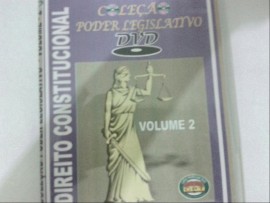 COLEÇÃO
PODER LEGISLATIVO
DVD
DIREITO CONSTITUCIONAL
VOLUME 2